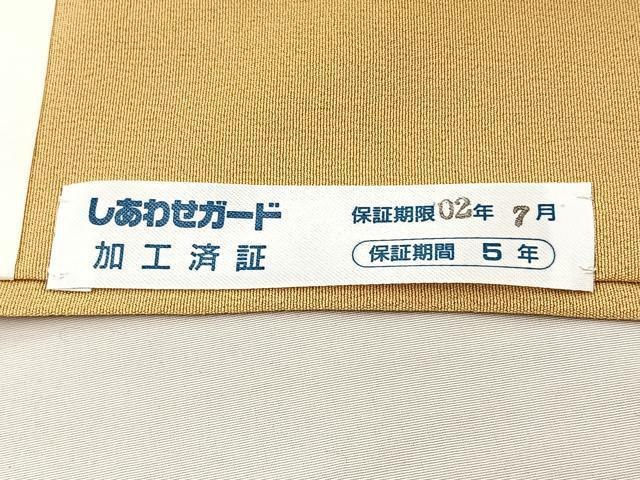 しあわせガード
加工済証
保証期限'02年 7月
保証期間 5年